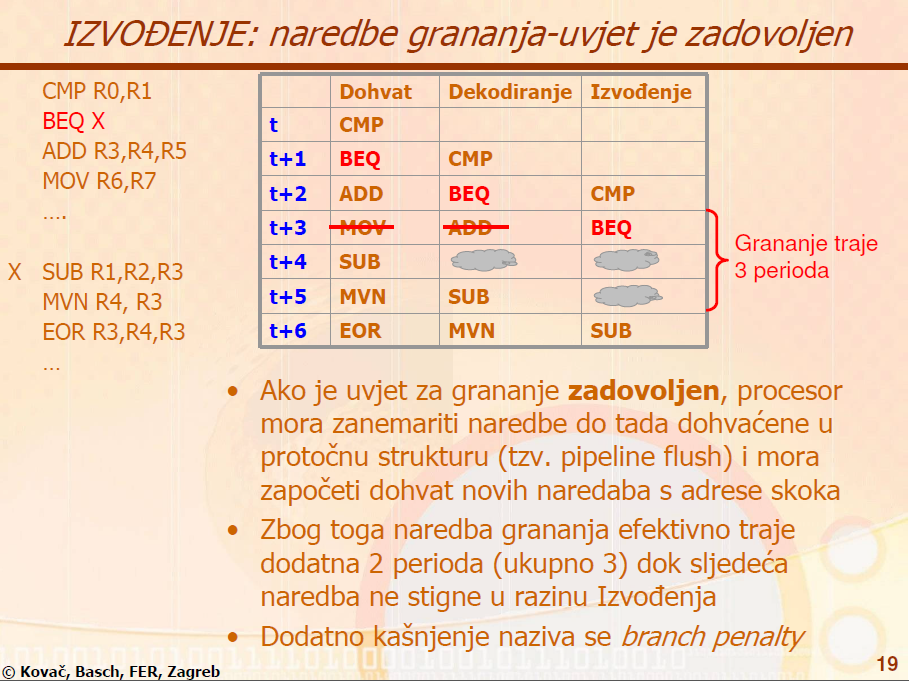 IZVOĐENJE: naredbe grananja-uvjet je zadovoljen
CMP R0,R1
BEQ X
ADD R3,R4,R5
MOV R6,R7
....
X SUB R1,R2,R3
MVN R4, R3
EOR R3,R4,R3
...
Dohvat Dekodiranje Izvođenje
t CMP
t+1 BEQ CMP
t+2 ADD BEQ CMP
t+3 MOV ADD BEQ
t+4 SUB
t+5 MVN SUB
t+6 EOR MVN SUB
Grananje traje
3 perioda
• Ako je uvjet za grananje zadovoljen, procesor
mora zanemariti naredbe do tada dohvaćene u
protočnu strukturu (tzv. pipeline flush) i mora
započeti dohvat novih naredaba s adrese skoka
• Zbog toga naredba grananja efektivno traje
dodatna 2 perioda (ukupno 3) dok sljedeća
naredba ne stigne u razinu Izvođenja
• Dodatno kašnjenje naziva se branch penalty
© Kovač, Basch, FER, Zagreb
19